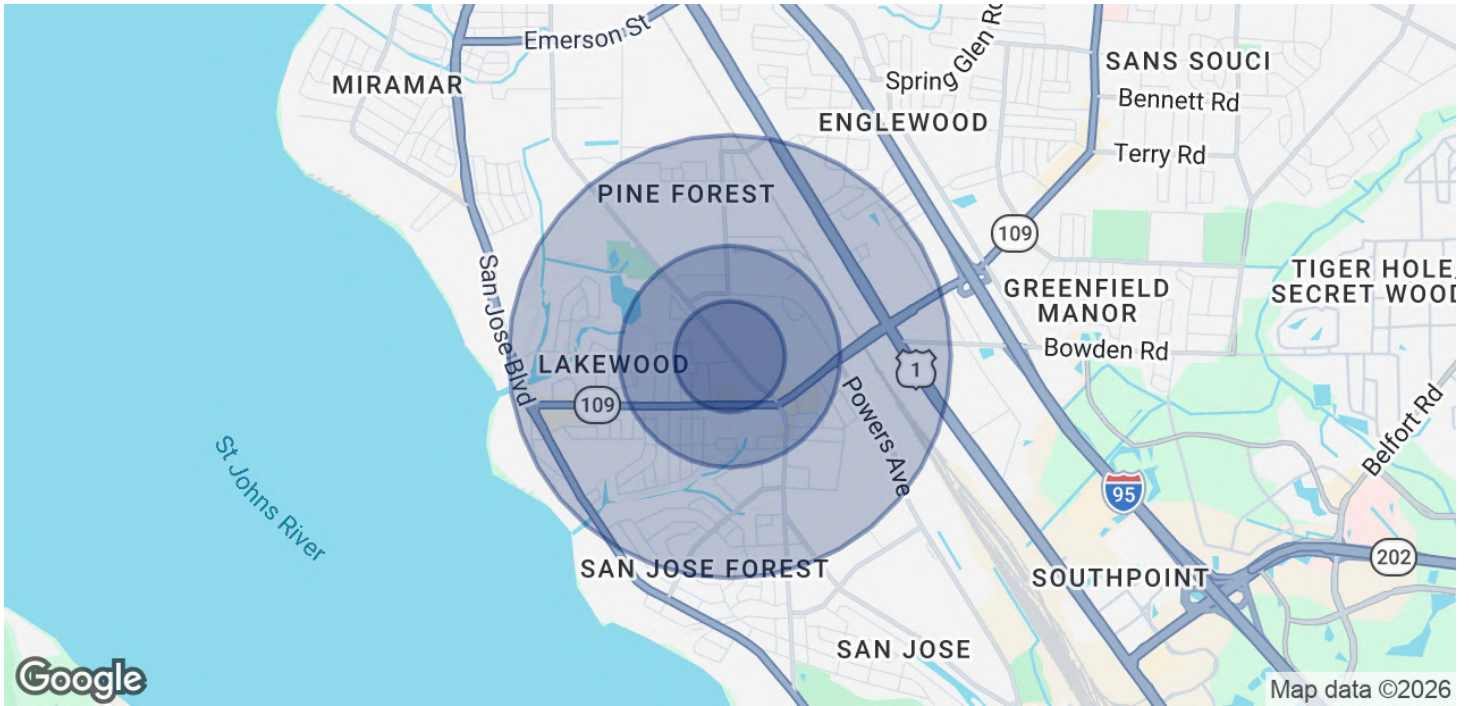 Emerson St
MIRAMAR
Spring Glen Rd
SANS SOUCI
Bennett Rd
ENGLEWOOD
Terry Rd
PINE FOREST
109
San Jose Blvd
TIGER HOLE/
SECRET WOOD
GREENFIELD
MANOR
Bowden Rd
LAKEWOOD
1
109
Powers Ave
Belfort Rd
St Johns River
95
202
SAN JOSE FOREST
SOUTHPOINT
SAN JOSE
Google
Map data ©2026